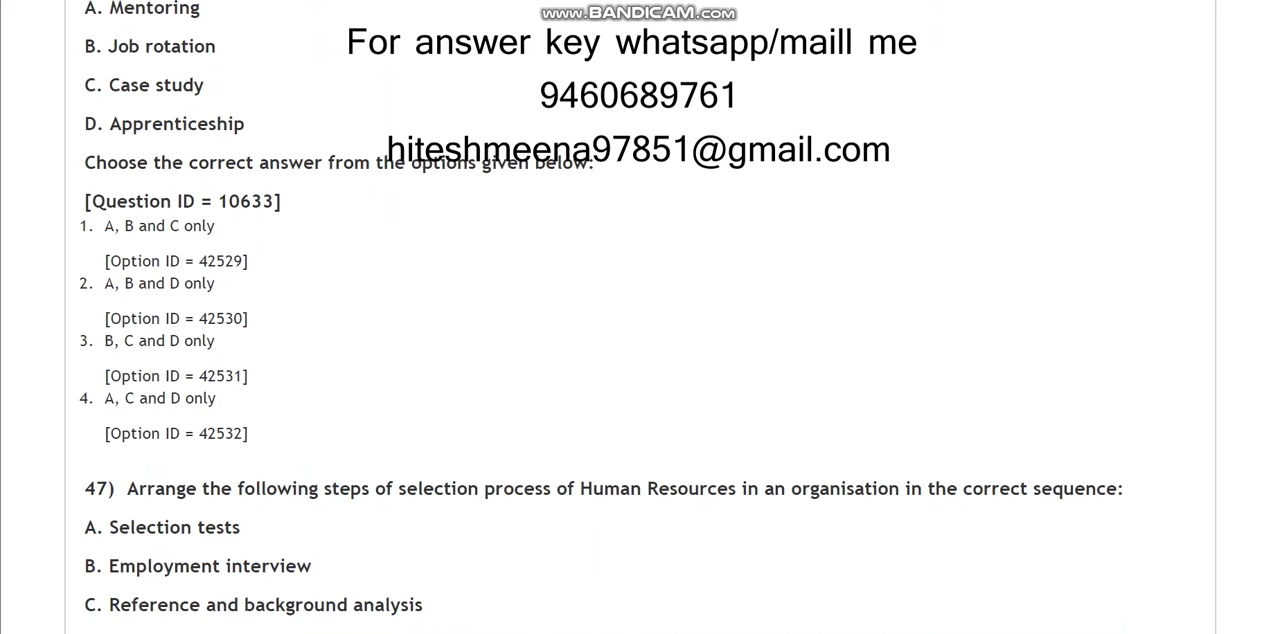 A. Mentoring
www.BANDICAM.com
B. Job rotation
For answer key whatsapp/maill me
C. Case study
9460689761
D. Apprenticeship
hiteshmeena97851@gmail.com
Choose the correct answer from the options given below:
[Question ID = 10633]
1. A, B and C only
[Option ID = 42529]
2. A, B and D only
[Option ID = 42530]
3. B, C and D only
[Option ID = 42531]
4. A, C and D only
[Option ID = 42532]
47) Arrange the following steps of selection process of Human Resources in an organisation in the correct sequence:
A. Selection tests
B. Employment interview
C. Reference and background analysis